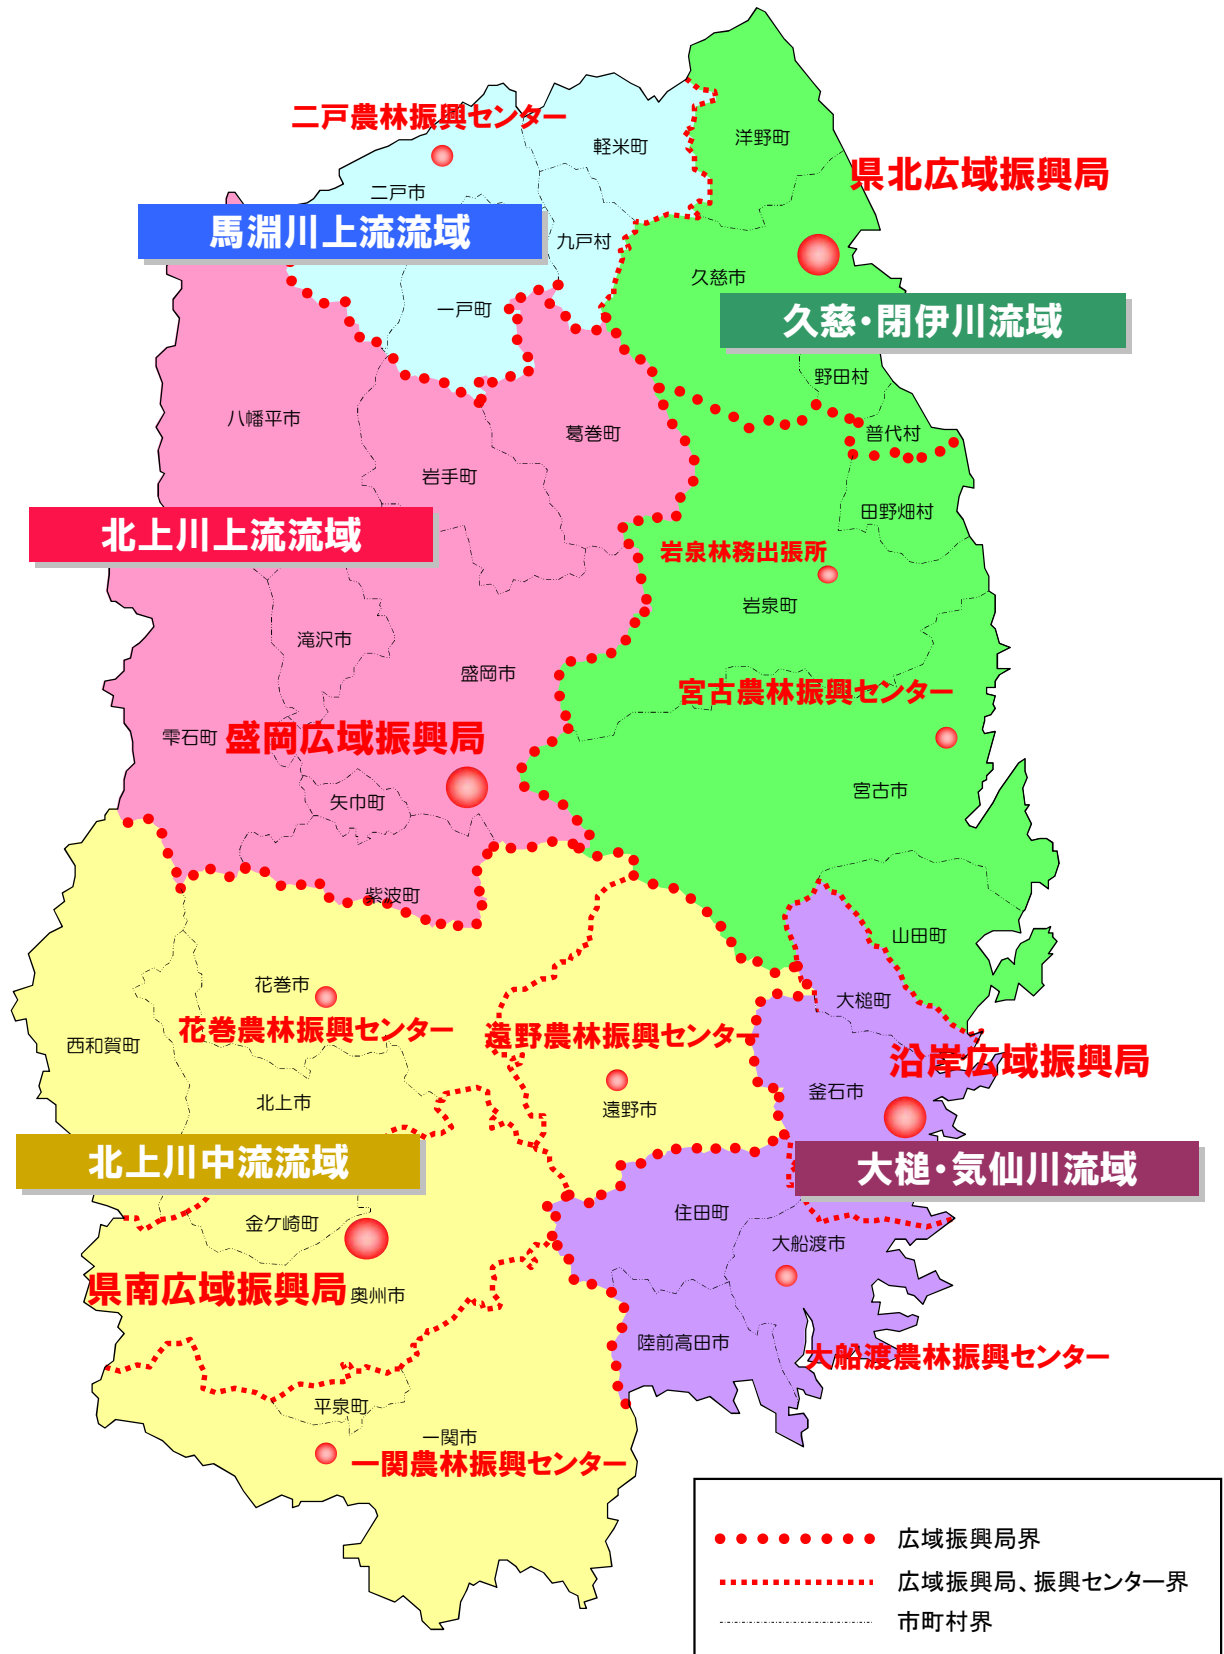 二戸農林振興センター
軽米町
洋野町
県北広域振興局
二戸市
馬淵川上流流域
九戸村
久慈市
一戸町
久慈・閉伊川流域
野田村
八幡平市
葛巻町
普代村
岩手町
田野畑村
北上川上流流域
岩泉林務出張所
岩泉町
滝沢市
盛岡市
宮古農林振興センター
雫石町
盛岡広域振興局
宮古市
矢巾町
紫波町
山田町
花巻市
大槌町
花巻農林振興センター
遠野農林振興センター
西和賀町
沿岸広域振興局
釜石市
北上市
遠野市
北上川中流流域
大槌・気仙川流域
住田町
金ケ崎町
大船渡市
県南広域振興局
奥州市
陸前高田市
大船渡農林振興センター
平泉町
一関市
一関農林振興センター
広域振興局界
広域振興局、振興センター界
市町村界